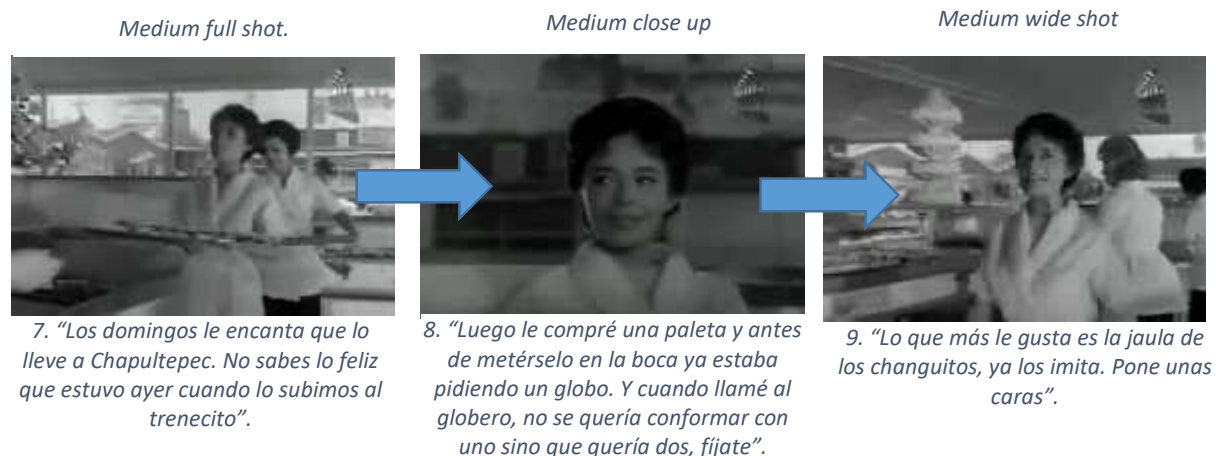 Medium full shot.
Medium close up
Medium wide shot
7. “Los domingos le encanta que lo
lleve a Chapultepec. No sabes lo feliz
que estuvo ayer cuando lo subimos al
trenecito”.
8. “Luego le compré una paleta y antes
de metérselo en la boca ya estaba
pidiendo un globo. Y cuando llamé al
globero, no se quería conformar con
uno sino que quería dos, fíjate”.
9. “Lo que más le gusta es la jaula de
los changuitos, ya los imita. Pone unas
caras”.